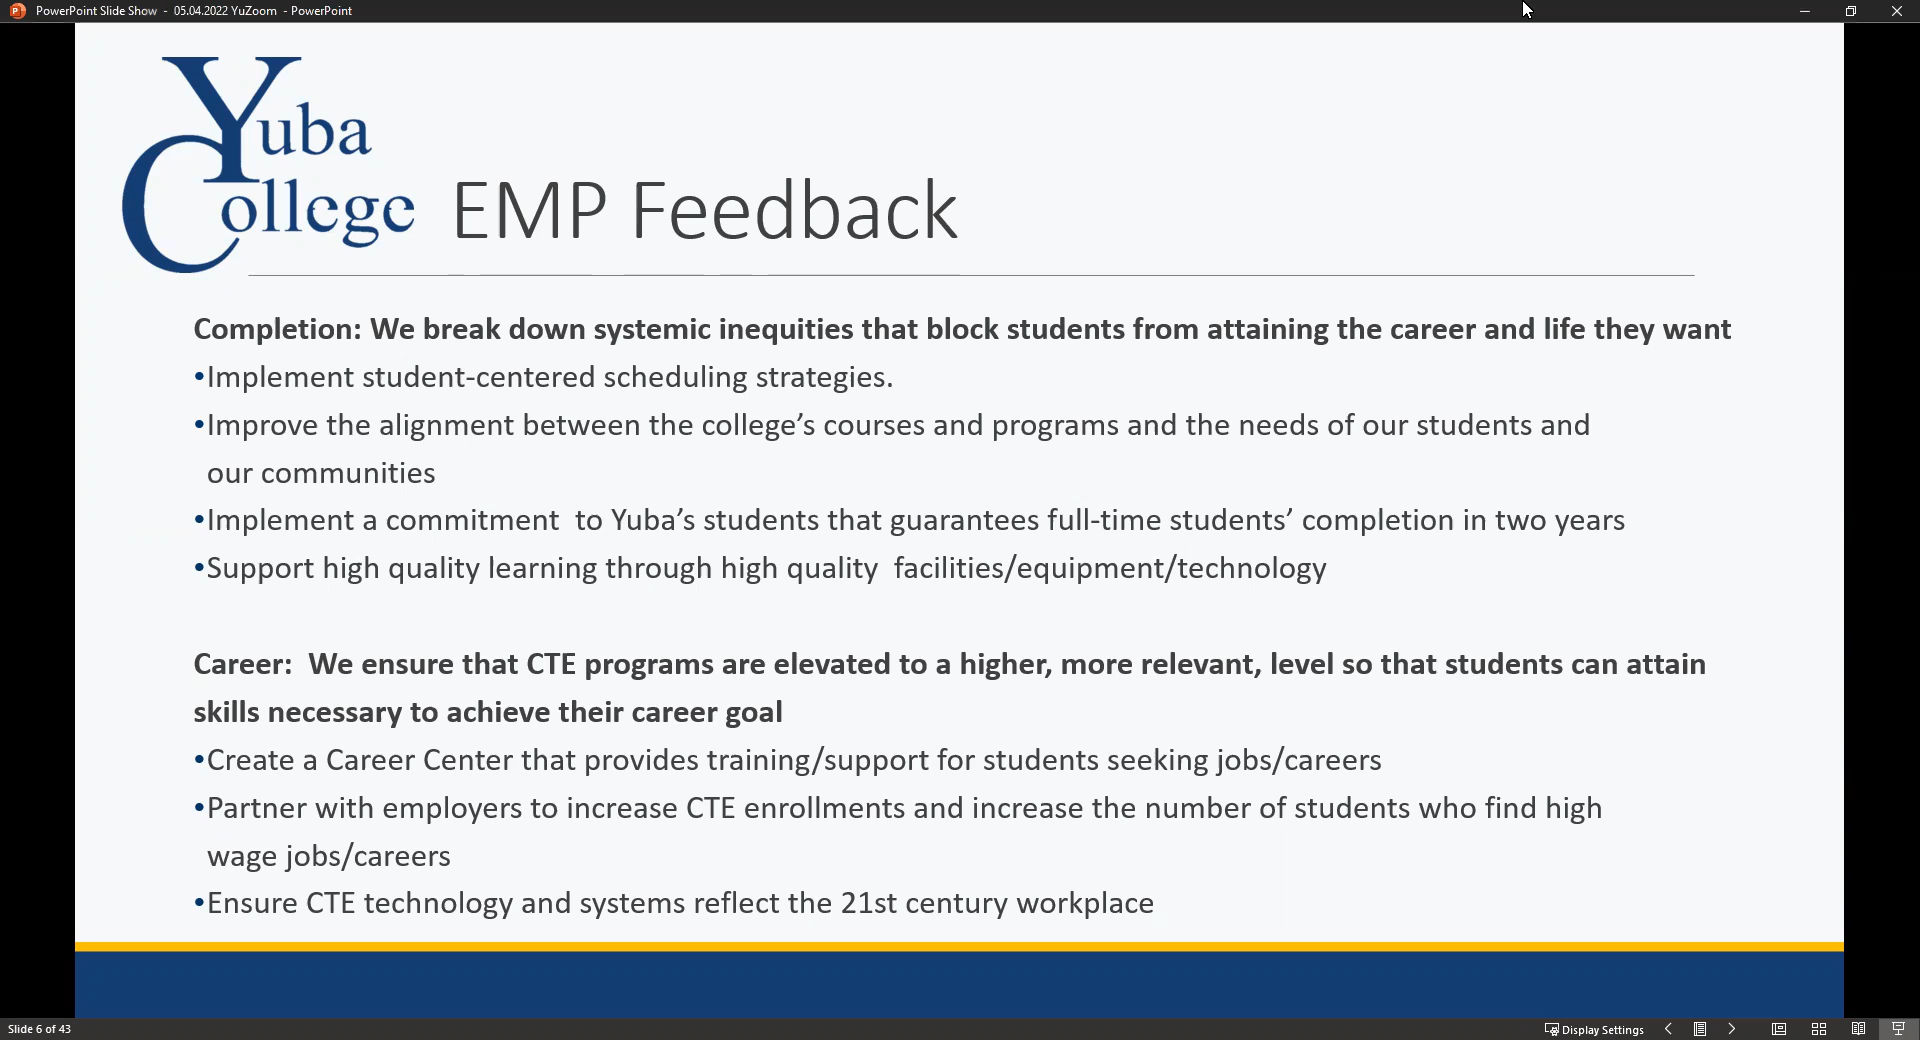 PowerPoint Slide Show - 05.04.2022 YuZoom - PowerPoint
Yuba
College
EMP Feedback
Completion: We break down systemic inequities that block students from attaining the career and life they want
•Implement student-centered scheduling strategies.
•Improve the alignment between the college’s courses and programs and the needs of our students and
our communities
•Implement a commitment  to Yuba’s students that guarantees full-time students’ completion in two years
•Support high quality learning through high quality  facilities/equipment/technology
Career:  We ensure that CTE programs are elevated to a higher, more relevant, level so that students can attain
skills necessary to achieve their career goal
•Create a Career Center that provides training/support for students seeking jobs/careers
•Partner with employers to increase CTE enrollments and increase the number of students who find high
wage jobs/careers
•Ensure CTE technology and systems reflect the 21st century workplace
Slide 6 of 43
Display Settings